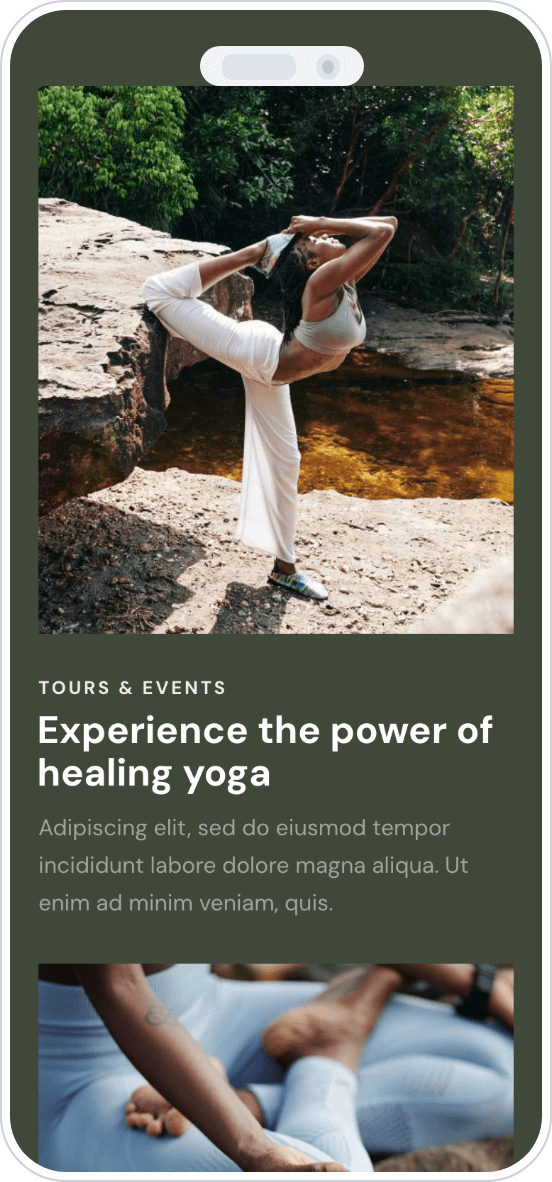 TOURS & EVENTS
Experience the power of
healing yoga
Adipiscing elit, sed do eiusmod tempor
incididunt labore dolore magna aliqua. Ut
enim ad minim veniam, quis.